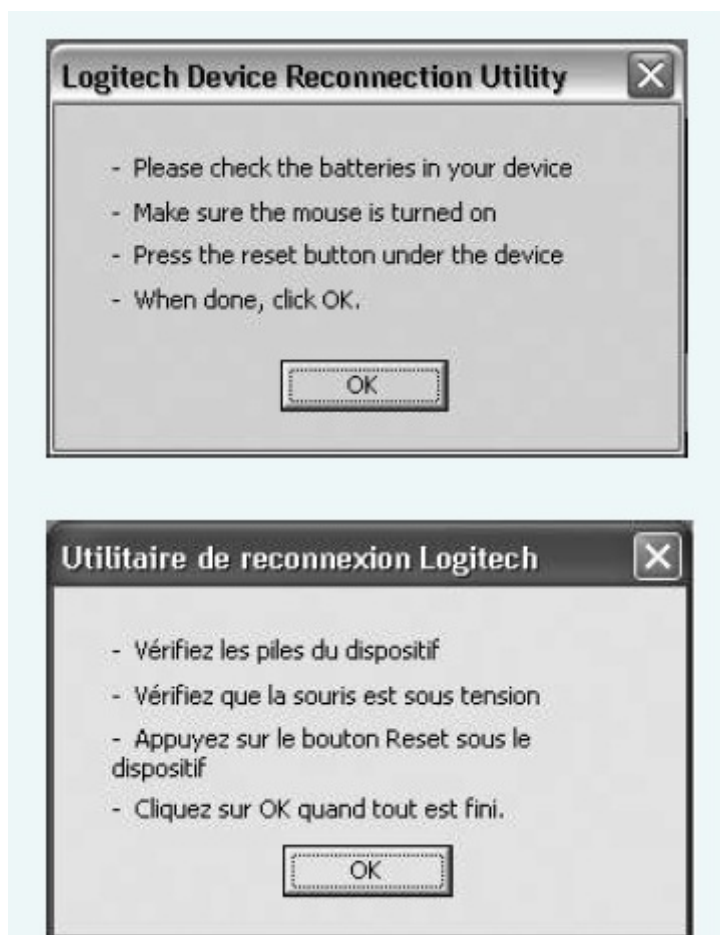 Logitech Device Reconnection Utility
- Please check the batteries in your device
- Make sure the mouse is turned on
- Press the reset button under the device
- When done, click OK.
OK
Utilitaire de reconnexion Logitech
- Vérifiez les piles du dispositif
- Vérifiez que la souris est sous tension
- Appuyez sur le bouton Reset sous le
dispositif
- Cliquez sur OK quand tout est fini.
OK